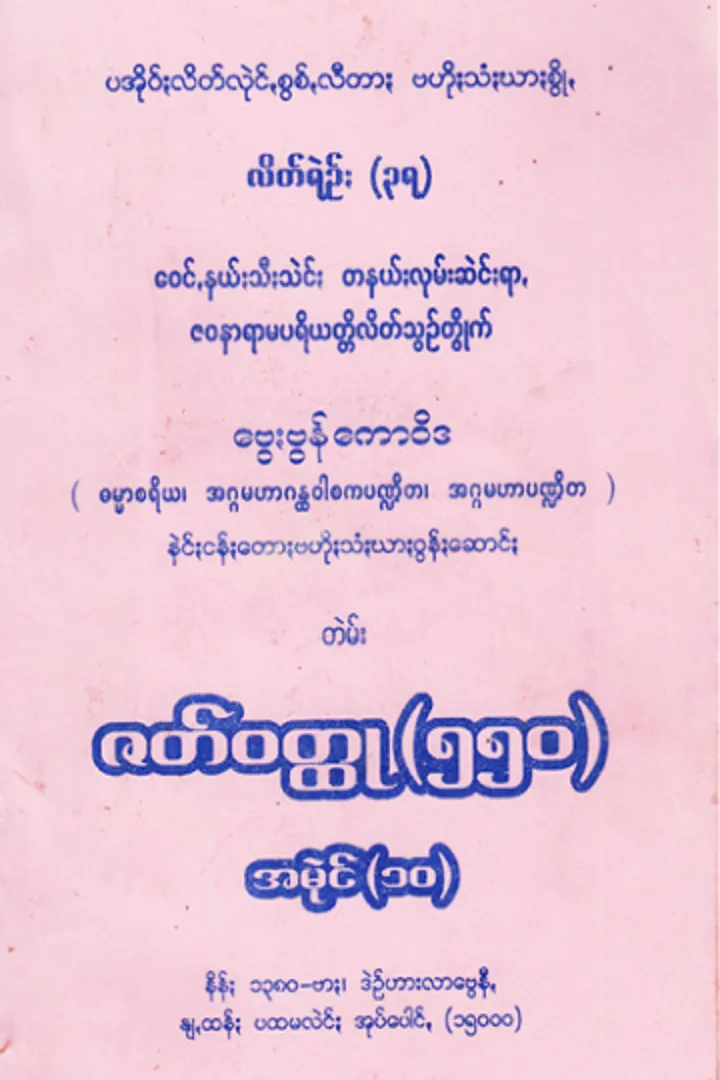 ပအိုဝ်ႏလိတ်လုဲင်ႇစွစ်ႇလီတာႏ ဗဟိုႏသံႏဃာႏစွိုႇ
လိတ်ရဲဉ်ႏ (၃၅)
ဝေင်ႇနယ်ႏသီႏသဲင်ႏ တနယ်ႏလုမ်ႏဆဲင်ႏရာႇ
ဇဝနာရာမပရိယတ္တိလိတ်သွဉ်တွိုက်
ဗွေႏဗွန်ကောဝိဒ
( ဓမ္မာစရိယ၊ အဂ္ဂမဟာဂန္ထဝါစကပဏ္ဍိတ၊ အဂ္ဂမဟာပဏ္ဍိတ )
နဲင်ႏငန်ႏတောႏဗဟိုႏသံႏဃာႏဝွန်ႏဆောင်ႏ
တဲမ်ႏ
ဇတ်ဝတ္ထု(၅၅၀)
အမဲုင်(၁၀)
နိန်ႏ ၁၃၈၀-ဗာႏ၊ ဒဲဉ်ဟားလာဗွေနီႇ
နျႇထန်ႏ ပထမလဲင်ႏ အုပ်ပေါင်ႇ (၁၅၀၀၀)